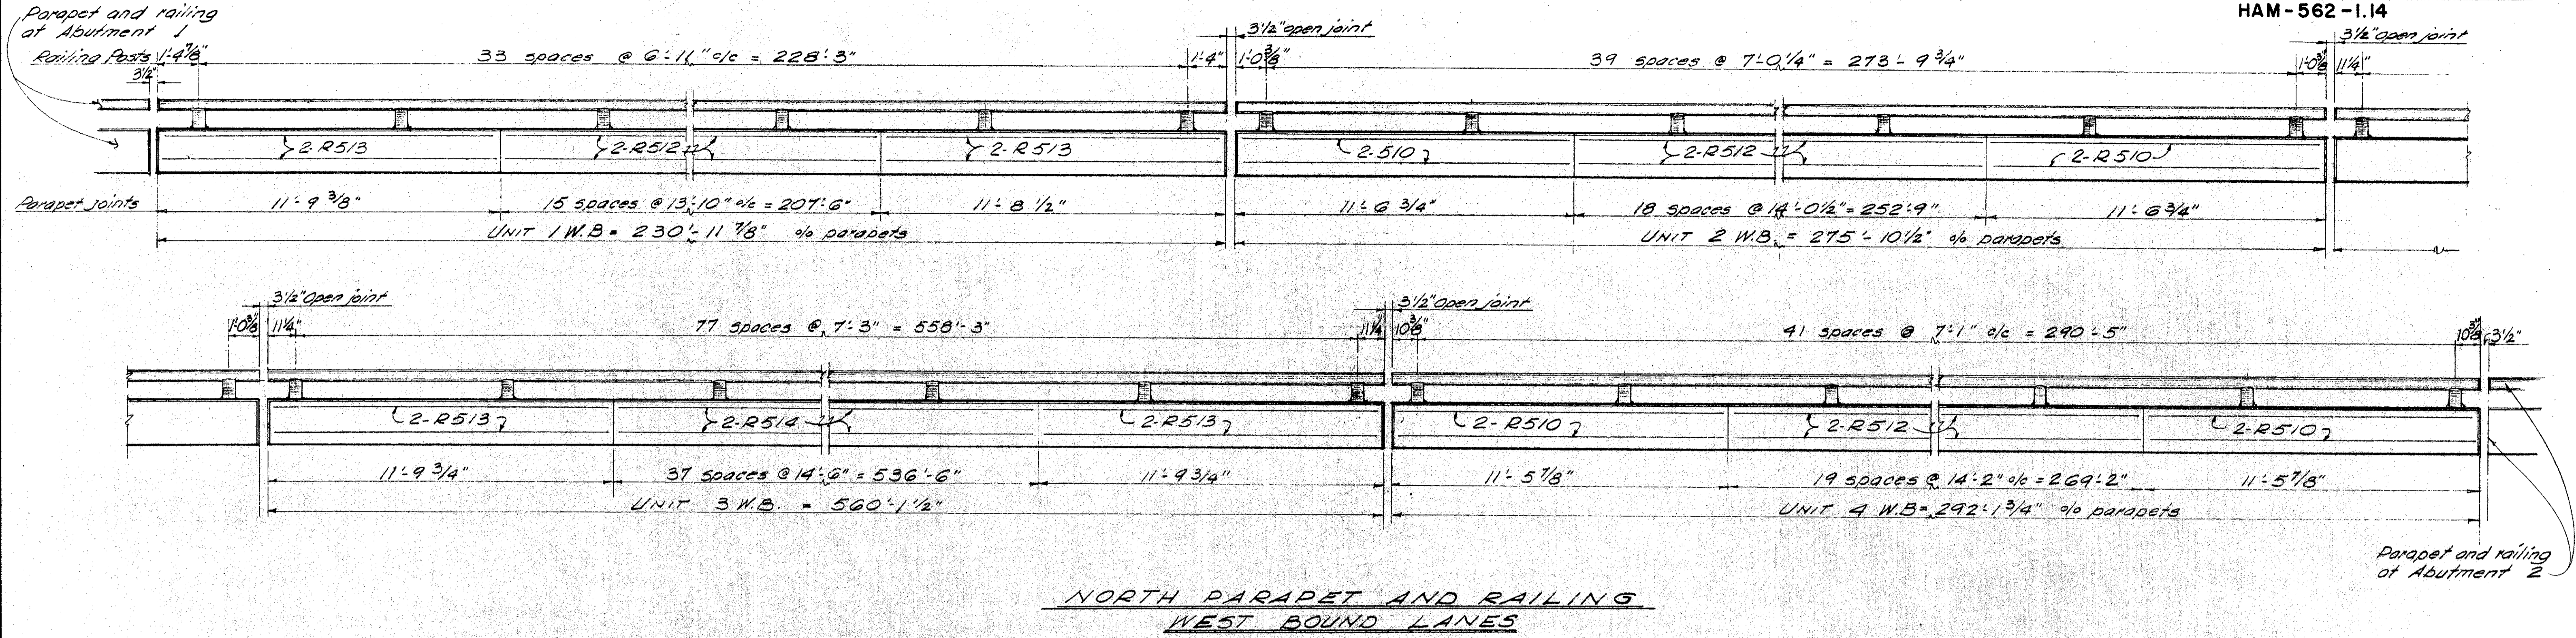 HAM-562-1.14
Parapet and railing
at Abutment 1
3 1/2" open joint
3 1/2" open joint
Railing Posts 1'-4 7/8" 33 spaces @ 6'-11" c/c = 228'-3" 1'-4" 1'-0 3/8" 39 spaces @ 7'-0 1/4" = 273'-9 3/4" 1'-0 3/8" 11 1/4"
3 1/2"
2-R513 2-R512 2-R513 2-510 2-R512 2-R510
Parapet joints 11'-9 3/8" 15 spaces @ 13'-10" c/c = 207'-6" 11'-8 1/2" 11'-6 3/4" 18 spaces @ 14'-0 1/2" = 252'-9" 11'-6 3/4"
UNIT 1 W.B = 230'-11 7/8" o/o parapets UNIT 2 W.B. = 275'-10 1/2" o/o parapets
3 1/2" Open joint 3 1/2" Open joint
1'-0 3/8" 11 1/4" 77 spaces @ 7'-3" = 558'-3" 11 1/4" 10 3/8" 41 spaces @ 7'-1" c/c = 290'-5" 10 3/8" 3 1/2"
2-R513 2-R514 2-R513 2-R510 2-R512 2-R510
11'-9 3/4" 37 spaces @ 14'-6" = 536'-6" 11'-9 3/4" 11'-5 7/8" 19 spaces @ 14'-2" c/c = 269'-2" 11'-5 7/8"
UNIT 3 W.B. = 560'-1 1/2" UNIT 4 W.B = 292'-1 3/4" o/o parapets
Parapet and railing
at Abutment 2
NORTH PARAPET AND RAILING
WEST BOUND LANES